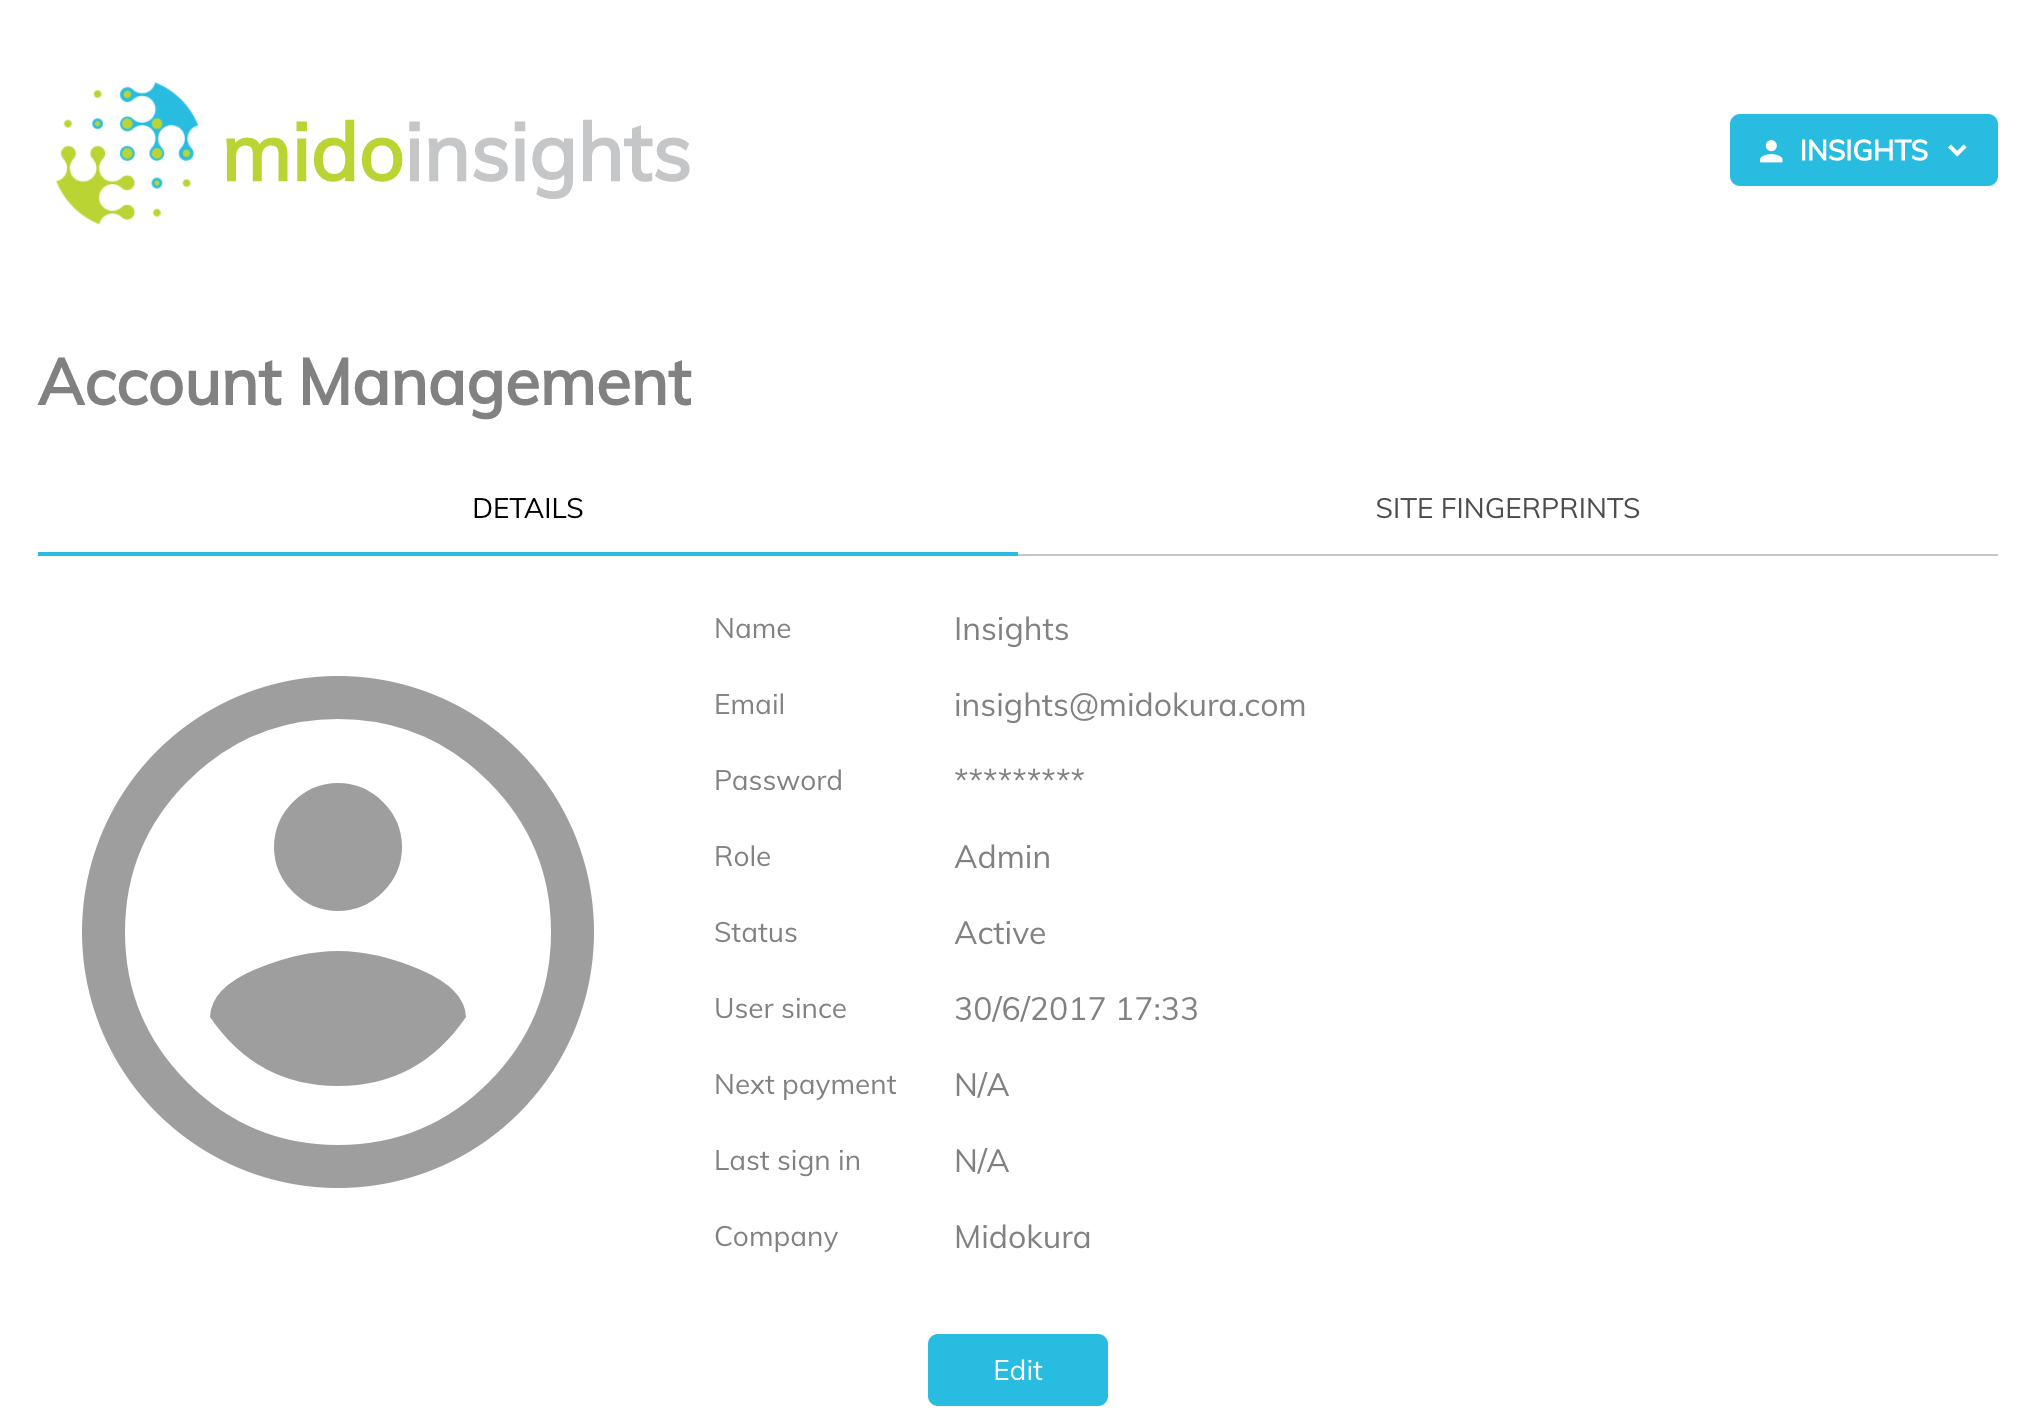 midoinsights
INSIGHTS
Account Management
DETAILS
SITE FINGERPRINTS
Name Insights
Email insights@midokura.com
Password *********
Role Admin
Status Active
User since 30/6/2017 17:33
Next payment N/A
Last sign in N/A
Company Midokura
Edit